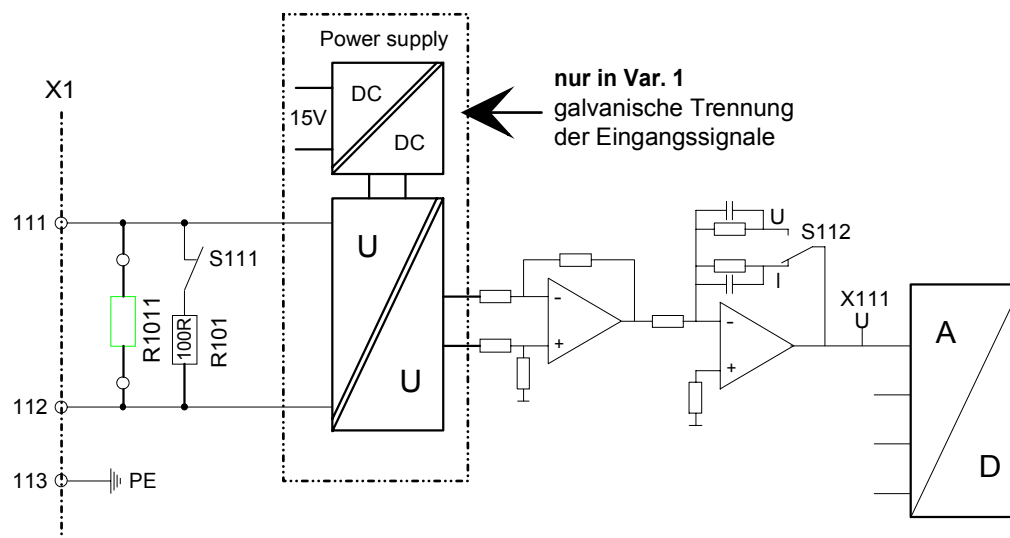 Power supply
X1
nur in Var. 1
galvanische Trennung
der Eingangssignale
DC
15V
DC
111
U
U
S112
S111
I
X111
U
R1011
100R
R101
-
+
-
+
A
U
112
D
113
PE